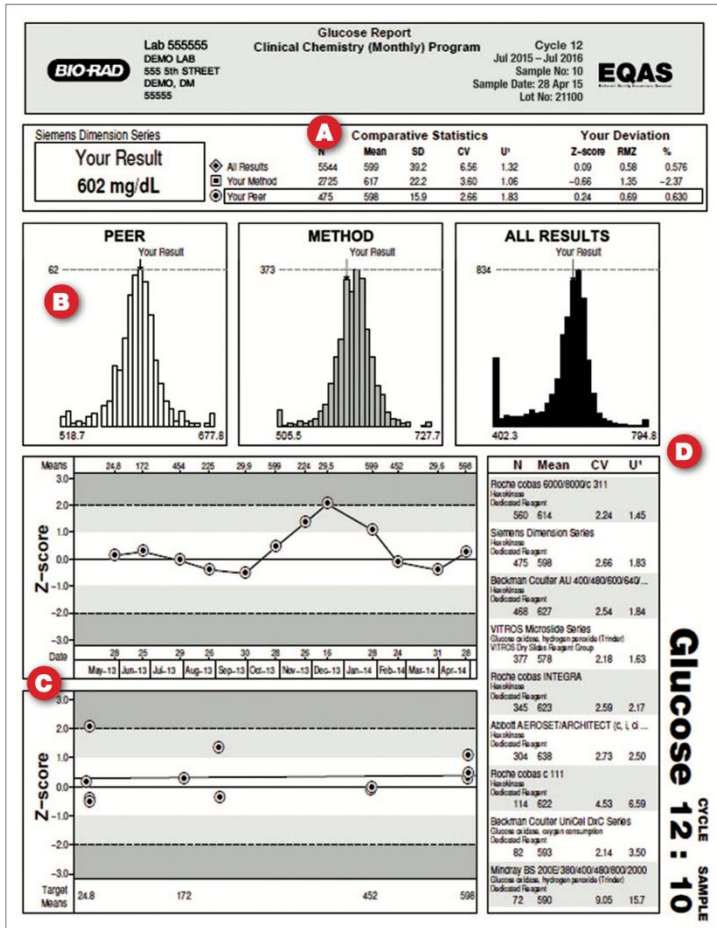 BIO-RAD
Lab 555555
DEMO LAB
555 5th STREET
DEMO, DM
55555
Glucose Report
Clinical Chemistry (Monthly) Program
Cycle 12
Jul 2015 – Jul 2016
Sample No: 10
Sample Date: 28 Apr 15
Lot No: 21100
EQAS
A
Siemens Dimension Series
Your Result
602 mg/dL
Comparative Statistics Your Deviation
N Mean SD CV U¹ Z-score RMZ %
All Results 5544 599 39.2 6.56 1.32 0.09 0.58 0.576
Your Method 2725 617 22.2 3.60 1.06 -0.66 1.35 -2.37
Your Peer 475 598 15.9 2.66 1.83 0.24 0.69 0.630
B
PEER
Your Result
62
518.7 677.8
METHOD
Your Result
373
505.5 727.7
ALL RESULTS
Your Result
834
402.3 794.8
Means 24.8 172 454 225 29.9 599 224 29.5 599 452 29.6 598
Z-score
3.0
2.0
1.0
0.0
-1.0
-2.0
-3.0
Date 28 25 29 26 30 28 25 16 28 24 31 28
May-13 Jun-13 Jul-13 Aug-13 Sep-13 Oct-13 Nov-13 Dec-13 Jan-14 Feb-14 Mar-14 Apr-14
C
Z-score
3.0
2.0
1.0
0.0
-1.0
-2.0
-3.0
Target Means 24.8 172 452 598
D
N Mean CV U¹
Roche cobas 6000/8000/c 311
Hexokinase
Dedicated Reagent
560 614 2.24 1.45
Siemens Dimension Series
Hexokinase
Dedicated Reagent
475 598 2.66 1.83
Beckman Coulter AU 400/480/600/640/...
Hexokinase
Dedicated Reagent
468 627 2.54 1.84
VITROS Microslide Series
Glucose oxidase, hydrogen peroxide (Trinder)
VITROS Dry Slides Reagent Group
377 578 2.18 1.63
Roche cobas INTEGRA
Hexokinase
Dedicated Reagent
345 623 2.59 2.17
Abbott AEROSET/ARCHITECT (c, i, ci ...
Hexokinase
Dedicated Reagent
304 638 2.73 2.50
Roche cobas c 111
Hexokinase
Dedicated Reagent
114 622 4.53 6.59
Beckman Coulter UniCel DxC Series
Glucose oxidase, oxygen consumption
Dedicated Reagent
82 593 2.14 3.50
Mindray BS 200E/380/400/480/800/2000
Glucose oxidase, hydrogen peroxide (Trinder)
Dedicated Reagent
72 590 9.05 15.7
Glucose 12 : 10
CYCLE SAMPLE